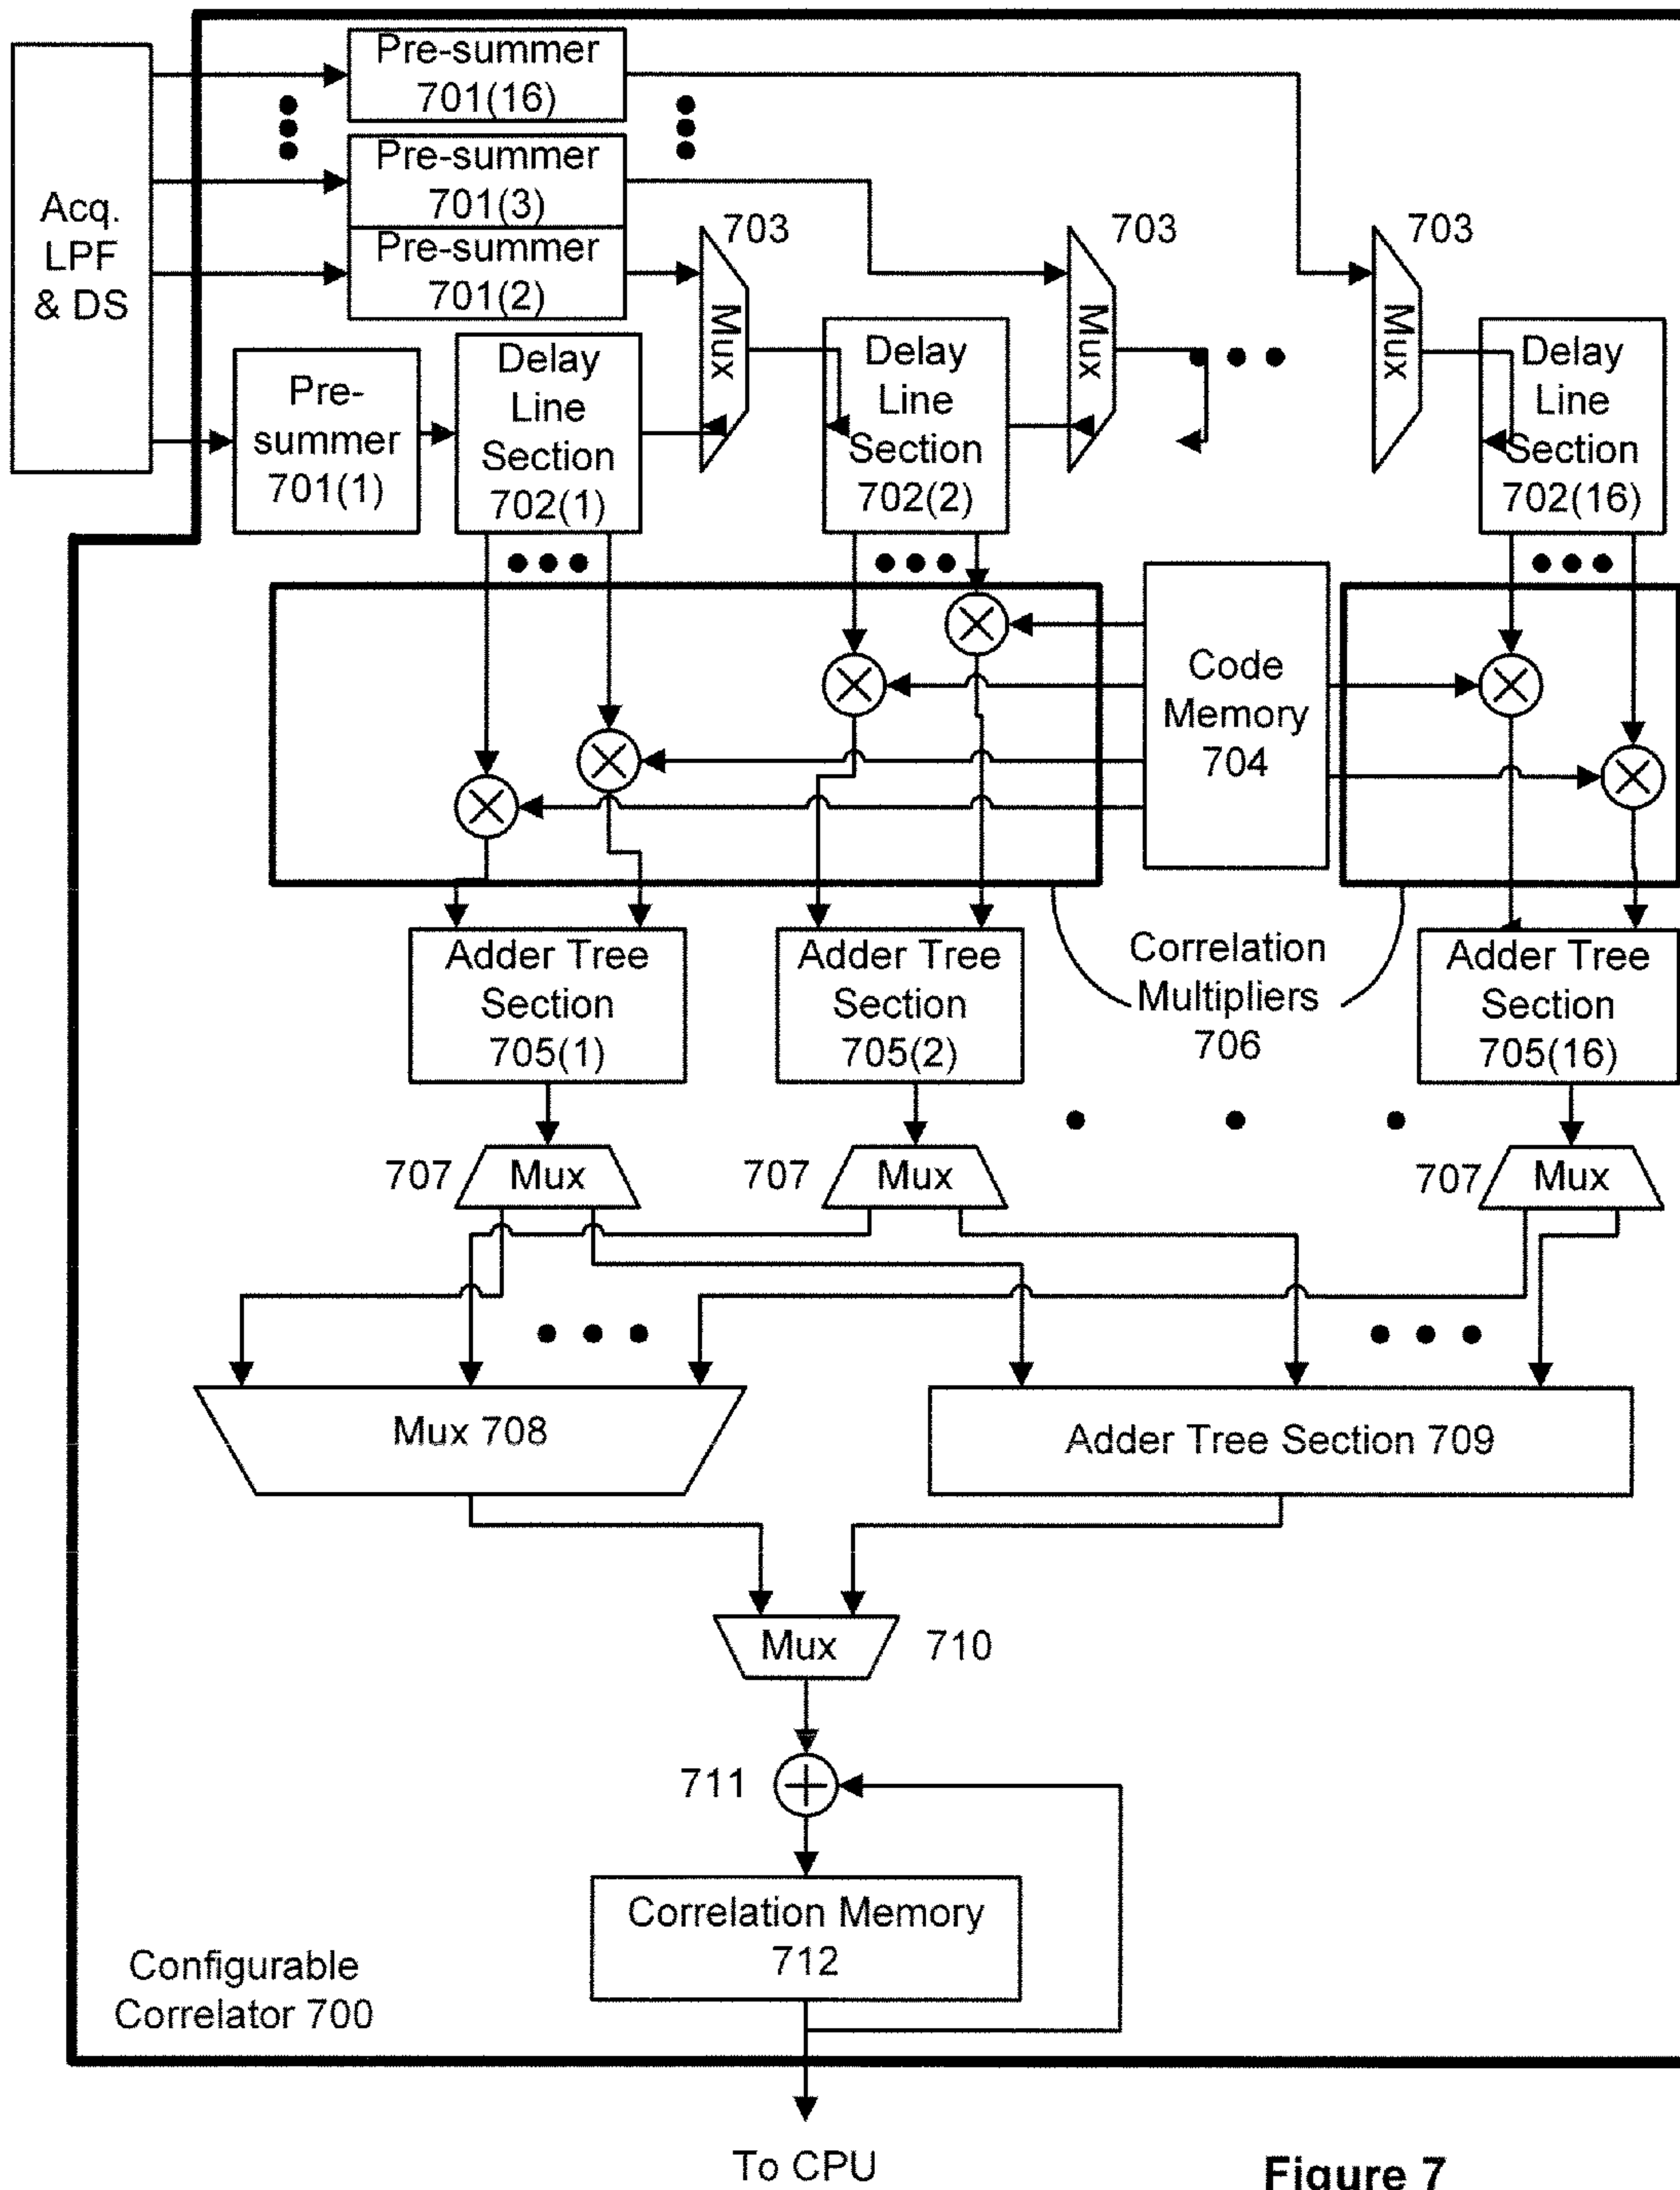 Pre-summer
701(16)
Pre-summer
701(3)
Pre-summer
701(2)
Acq.
LPF
& DS
703
703
703
Mux
Mux
Mux
Pre-
summer
701(1)
Delay
Line
Section
702(1)
Delay
Line
Section
702(2)
Delay
Line
Section
702(16)
Code
Memory
704
Adder Tree
Section
705(1)
Adder Tree
Section
705(2)
Correlation
Multipliers
706
Adder Tree
Section
705(16)
707
Mux
707
Mux
707
Mux
Mux 708
Adder Tree Section 709
Mux
710
711
Correlation Memory
712
Configurable
Correlator 700
To CPU
Figure 7